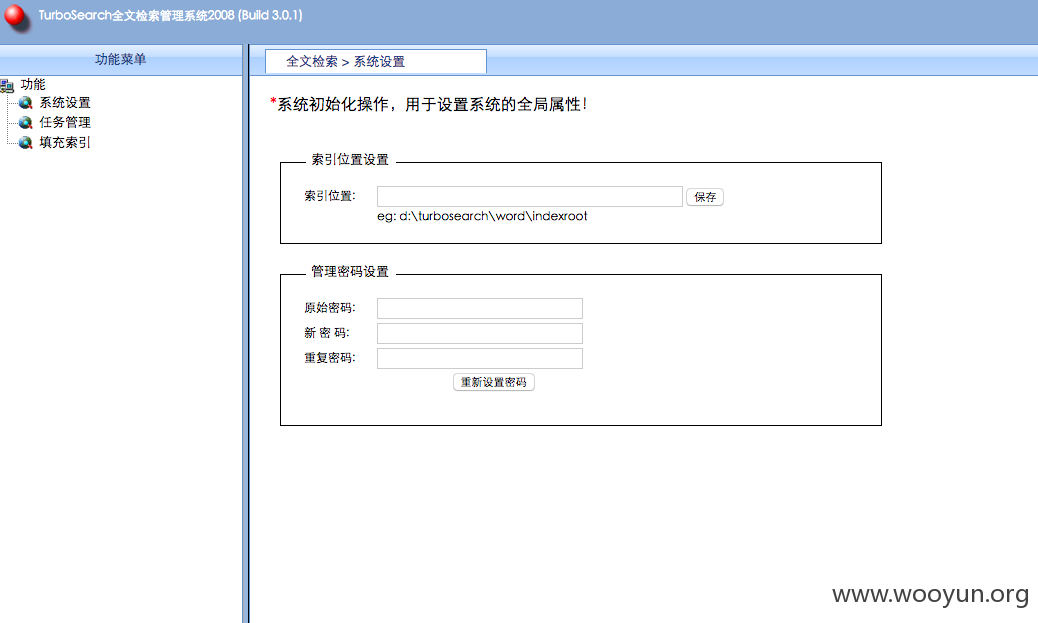 TurboSearch全文检索管理系统2008 (Build 3.0.1)
功能菜单
全文检索 > 系统设置
功能
系统设置
任务管理
填充索引
*系统初始化操作，用于设置系统的全局属性!
索引位置设置
索引位置: 保存
eg: d:\turbosearch\word\indexroot
管理密码设置
原始密码:
新 密 码:
重复密码:
重新设置密码
www.wooyun.org